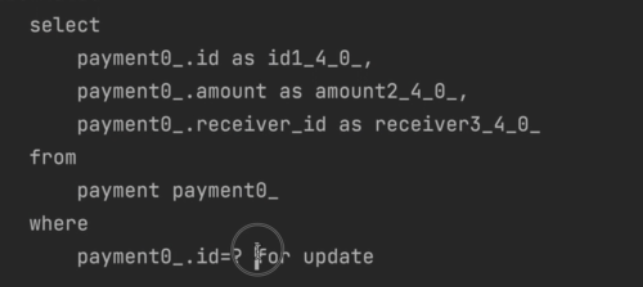 select
payment0_.id as id1_4_0_,
payment0_.amount as amount2_4_0_,
payment0_.receiver_id as receiver3_4_0_
from
payment payment0_
where
payment0_.id=? for update